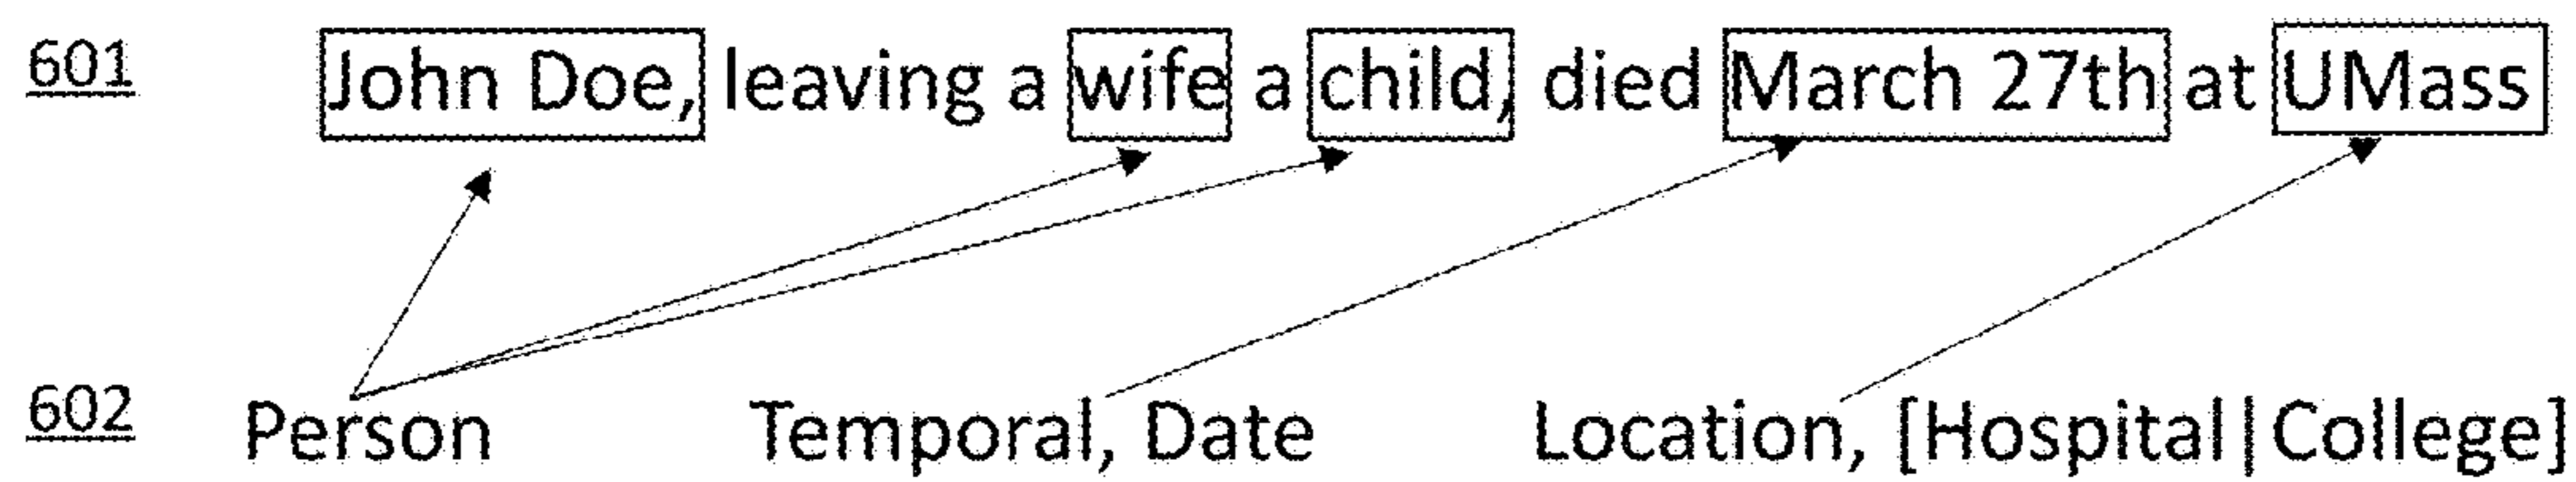 601 John Doe, leaving a wife a child, died March 27th at UMass
602 Person Temporal, Date Location, [Hospital|College]